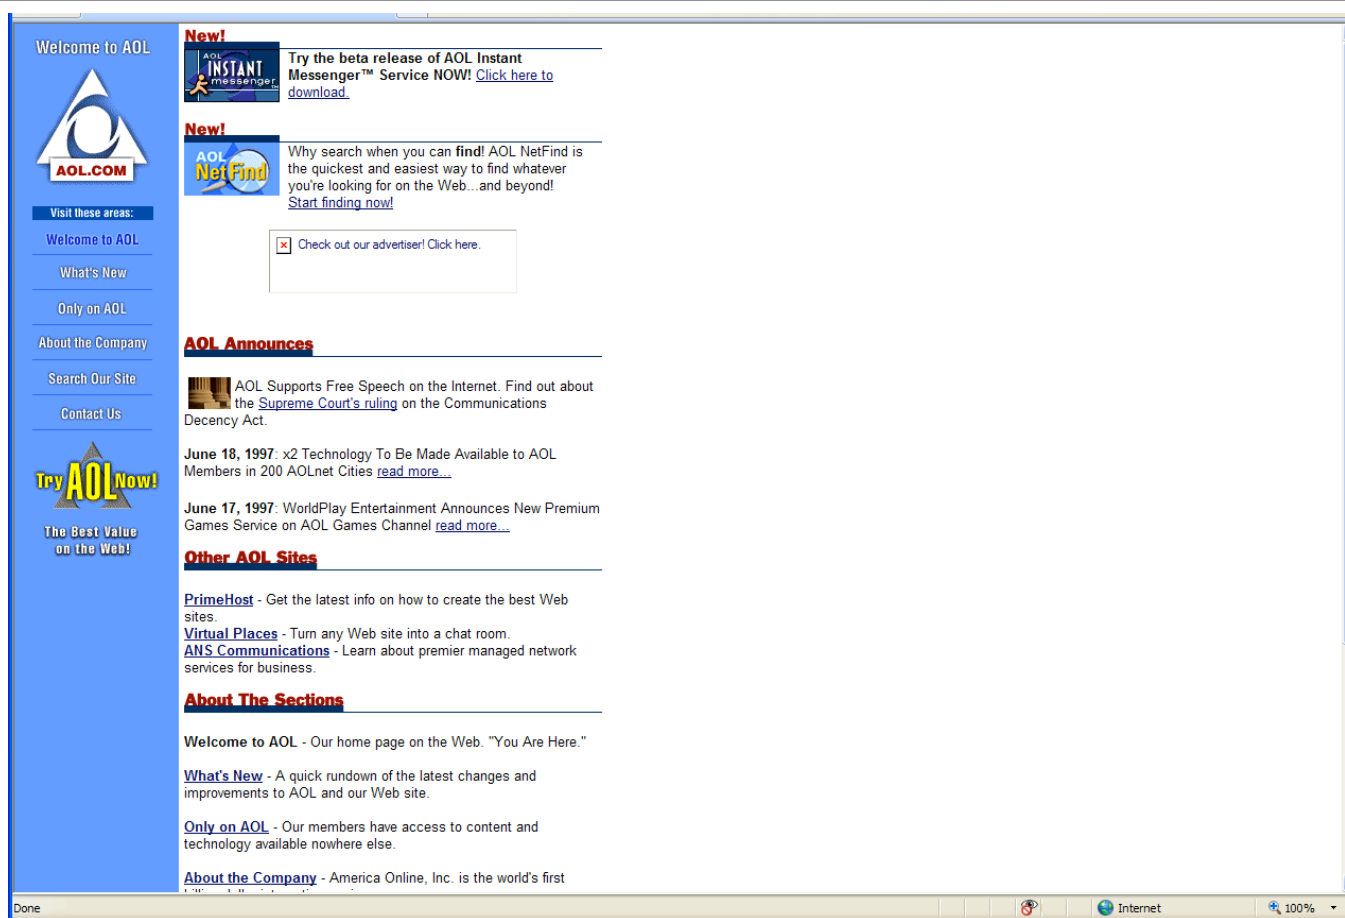 Welcome to AOL
AOL.COM
Visit these areas:
Welcome to AOL
What's New
Only on AOL
About the Company
Search Our Site
Contact Us
Try AOL Now!
The Best Value
on the Web!
New!
AOL
INSTANT
messenger
TM
Try the beta release of AOL Instant
Messenger™ Service NOW! Click here to
download.
New!
AOL
NetFind
Why search when you can find! AOL NetFind is
the quickest and easiest way to find whatever
you're looking for on the Web...and beyond!
Start finding now!
Check out our advertiser! Click here.
AOL Announces
AOL Supports Free Speech on the Internet. Find out about
the Supreme Court's ruling on the Communications
Decency Act.
June 18, 1997: x2 Technology To Be Made Available to AOL
Members in 200 AOLnet Cities read more...
June 17, 1997: WorldPlay Entertainment Announces New Premium
Games Service on AOL Games Channel read more...
Other AOL Sites
PrimeHost - Get the latest info on how to create the best Web
sites.
Virtual Places - Turn any Web site into a chat room.
ANS Communications - Learn about premier managed network
services for business.
About The Sections
Welcome to AOL - Our home page on the Web. "You Are Here."
What's New - A quick rundown of the latest changes and
improvements to AOL and our Web site.
Only on AOL - Our members have access to content and
technology available nowhere else.
About the Company - America Online, Inc. is the world's first
Done
Internet
100%